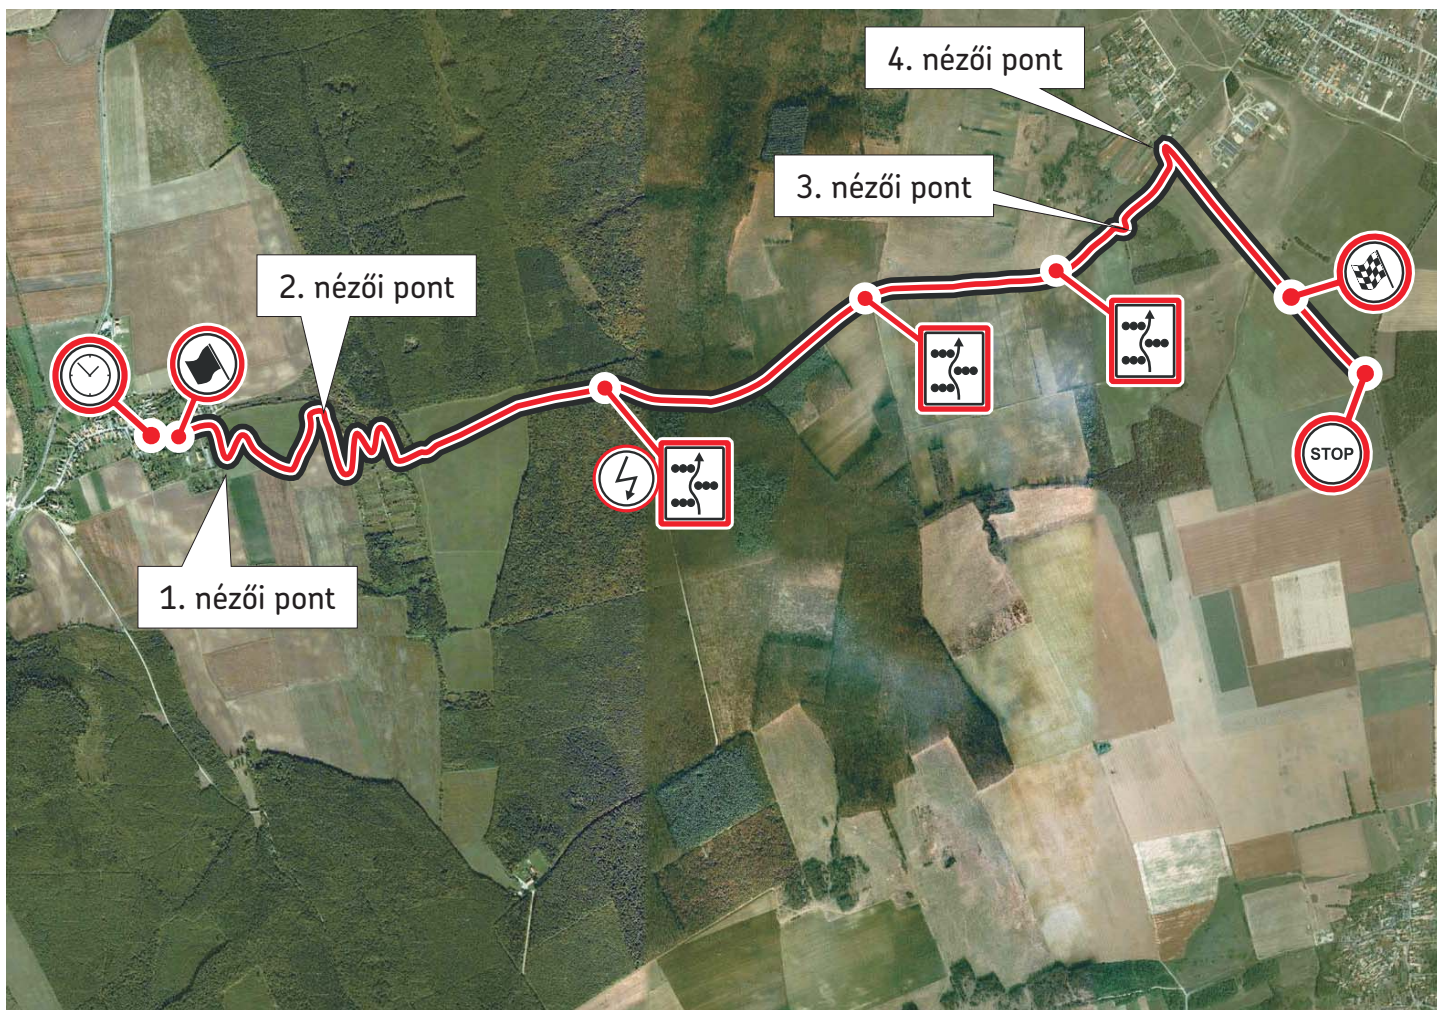 4. nézői pont
3. nézői pont
2. nézői pont
STOP
1. nézői pont